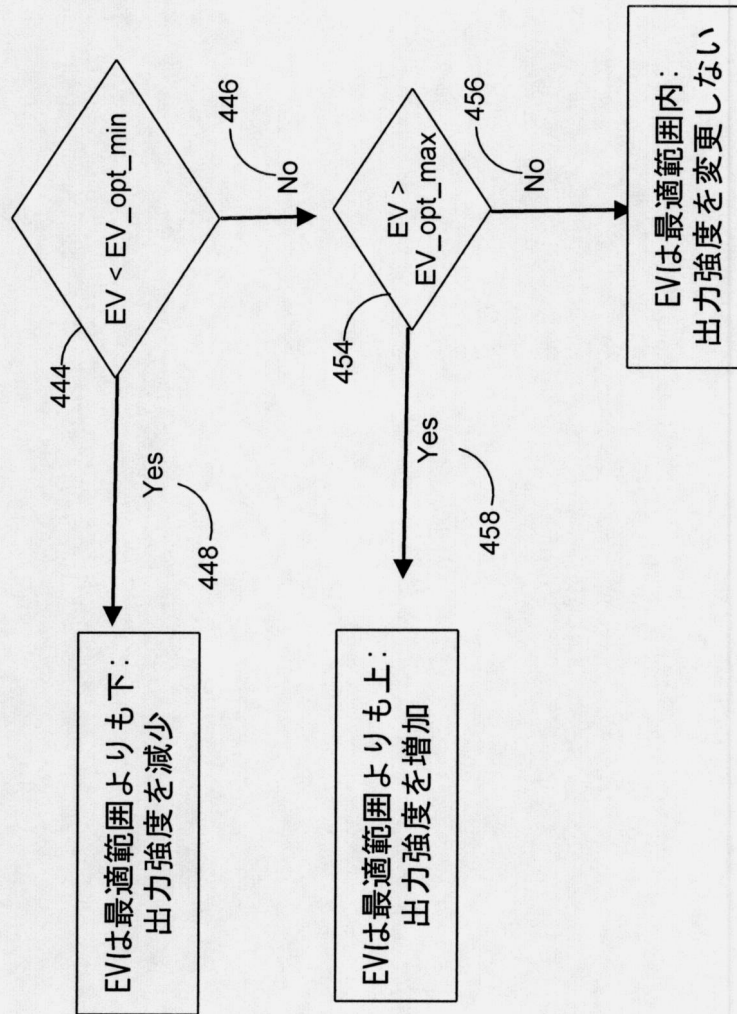 444
EV < EV_opt_min
Yes
448
EVは最適範囲よりも下：
出力強度を減少
446
No
454
EV >
EV_opt_max
Yes
458
EVは最適範囲よりも上：
出力強度を増加
456
No
EVは最適範囲内：
出力強度を変更しない